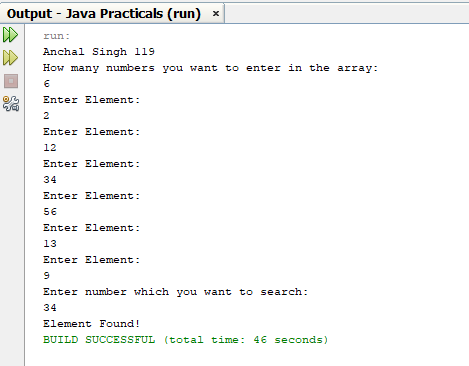 Output - Java Practicals (run) ×
run:
Anchal Singh 119
How many numbers you want to enter in the array:
6
Enter Element:
2
Enter Element:
12
Enter Element:
34
Enter Element:
56
Enter Element:
13
Enter Element:
9
Enter number which you want to search:
34
Element Found!
BUILD SUCCESSFUL (total time: 46 seconds)